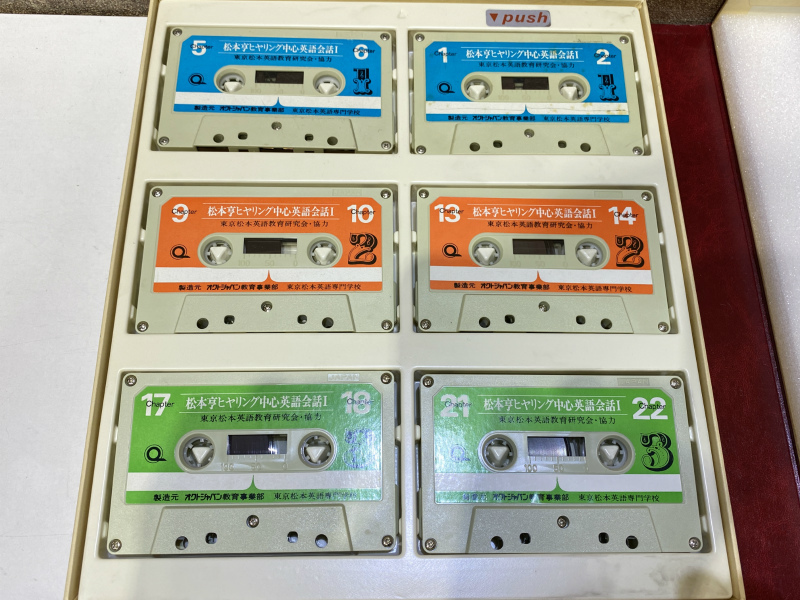 ▼push
5 Chapter 松本亨ヒヤリング中心英語会話I Chapter 6
東京松本英語教育研究会・協力
1
製造元 オクトジャパン教育事業部 東京松本英語専門学校
1 Chapter 松本亨ヒヤリング中心英語会話I Chapter 2
東京松本英語教育研究会・協力
1
製造元 オクトジャパン教育事業部 東京松本英語専門学校
9 Chapter 松本亨ヒヤリング中心英語会話I Chapter 10
東京松本英語教育研究会・協力
2
製造元 オクトジャパン教育事業部 東京松本英語専門学校
13 Chapter 松本亨ヒヤリング中心英語会話I Chapter 14
東京松本英語教育研究会・協力
2
製造元 オクトジャパン教育事業部 東京松本英語専門学校
17 Chapter 松本亨ヒヤリング中心英語会話I Chapter 18
東京松本英語教育研究会・協力
製造元 オクトジャパン教育事業部 東京松本英語専門学校
21 Chapter 松本亨ヒヤリング中心英語会話I Chapter 22
東京松本英語教育研究会・協力
3
100 50
製造元 オクトジャパン教育事業部 東京松本英語専門学校